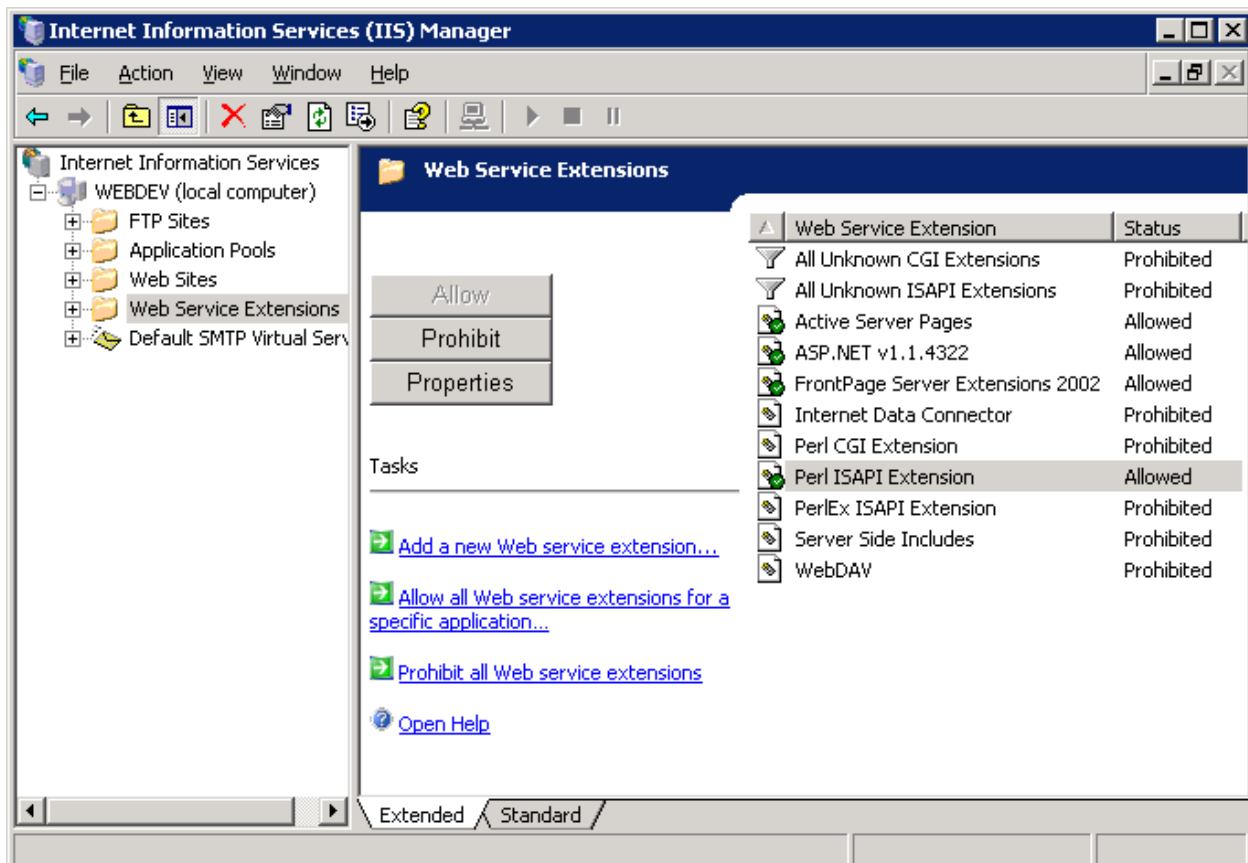 Internet Information Services (IIS) Manager
File Action View Window Help
Internet Information Services
WEBDEV (local computer)
FTP Sites
Application Pools
Web Sites
Web Service Extensions
Default SMTP Virtual Serv
Web Service Extensions
Allow
Prohibit
Properties
Tasks
Add a new Web service extension...
Allow all Web service extensions for a
specific application...
Prohibit all Web service extensions
Open Help
Web Service Extension Status
All Unknown CGI Extensions Prohibited
All Unknown ISAPI Extensions Prohibited
Active Server Pages Allowed
ASP.NET v1.1.4322 Allowed
FrontPage Server Extensions 2002 Allowed
Internet Data Connector Prohibited
Perl CGI Extension Prohibited
Perl ISAPI Extension Allowed
PerlEx ISAPI Extension Prohibited
Server Side Includes Prohibited
WebDAV Prohibited
Extended Standard